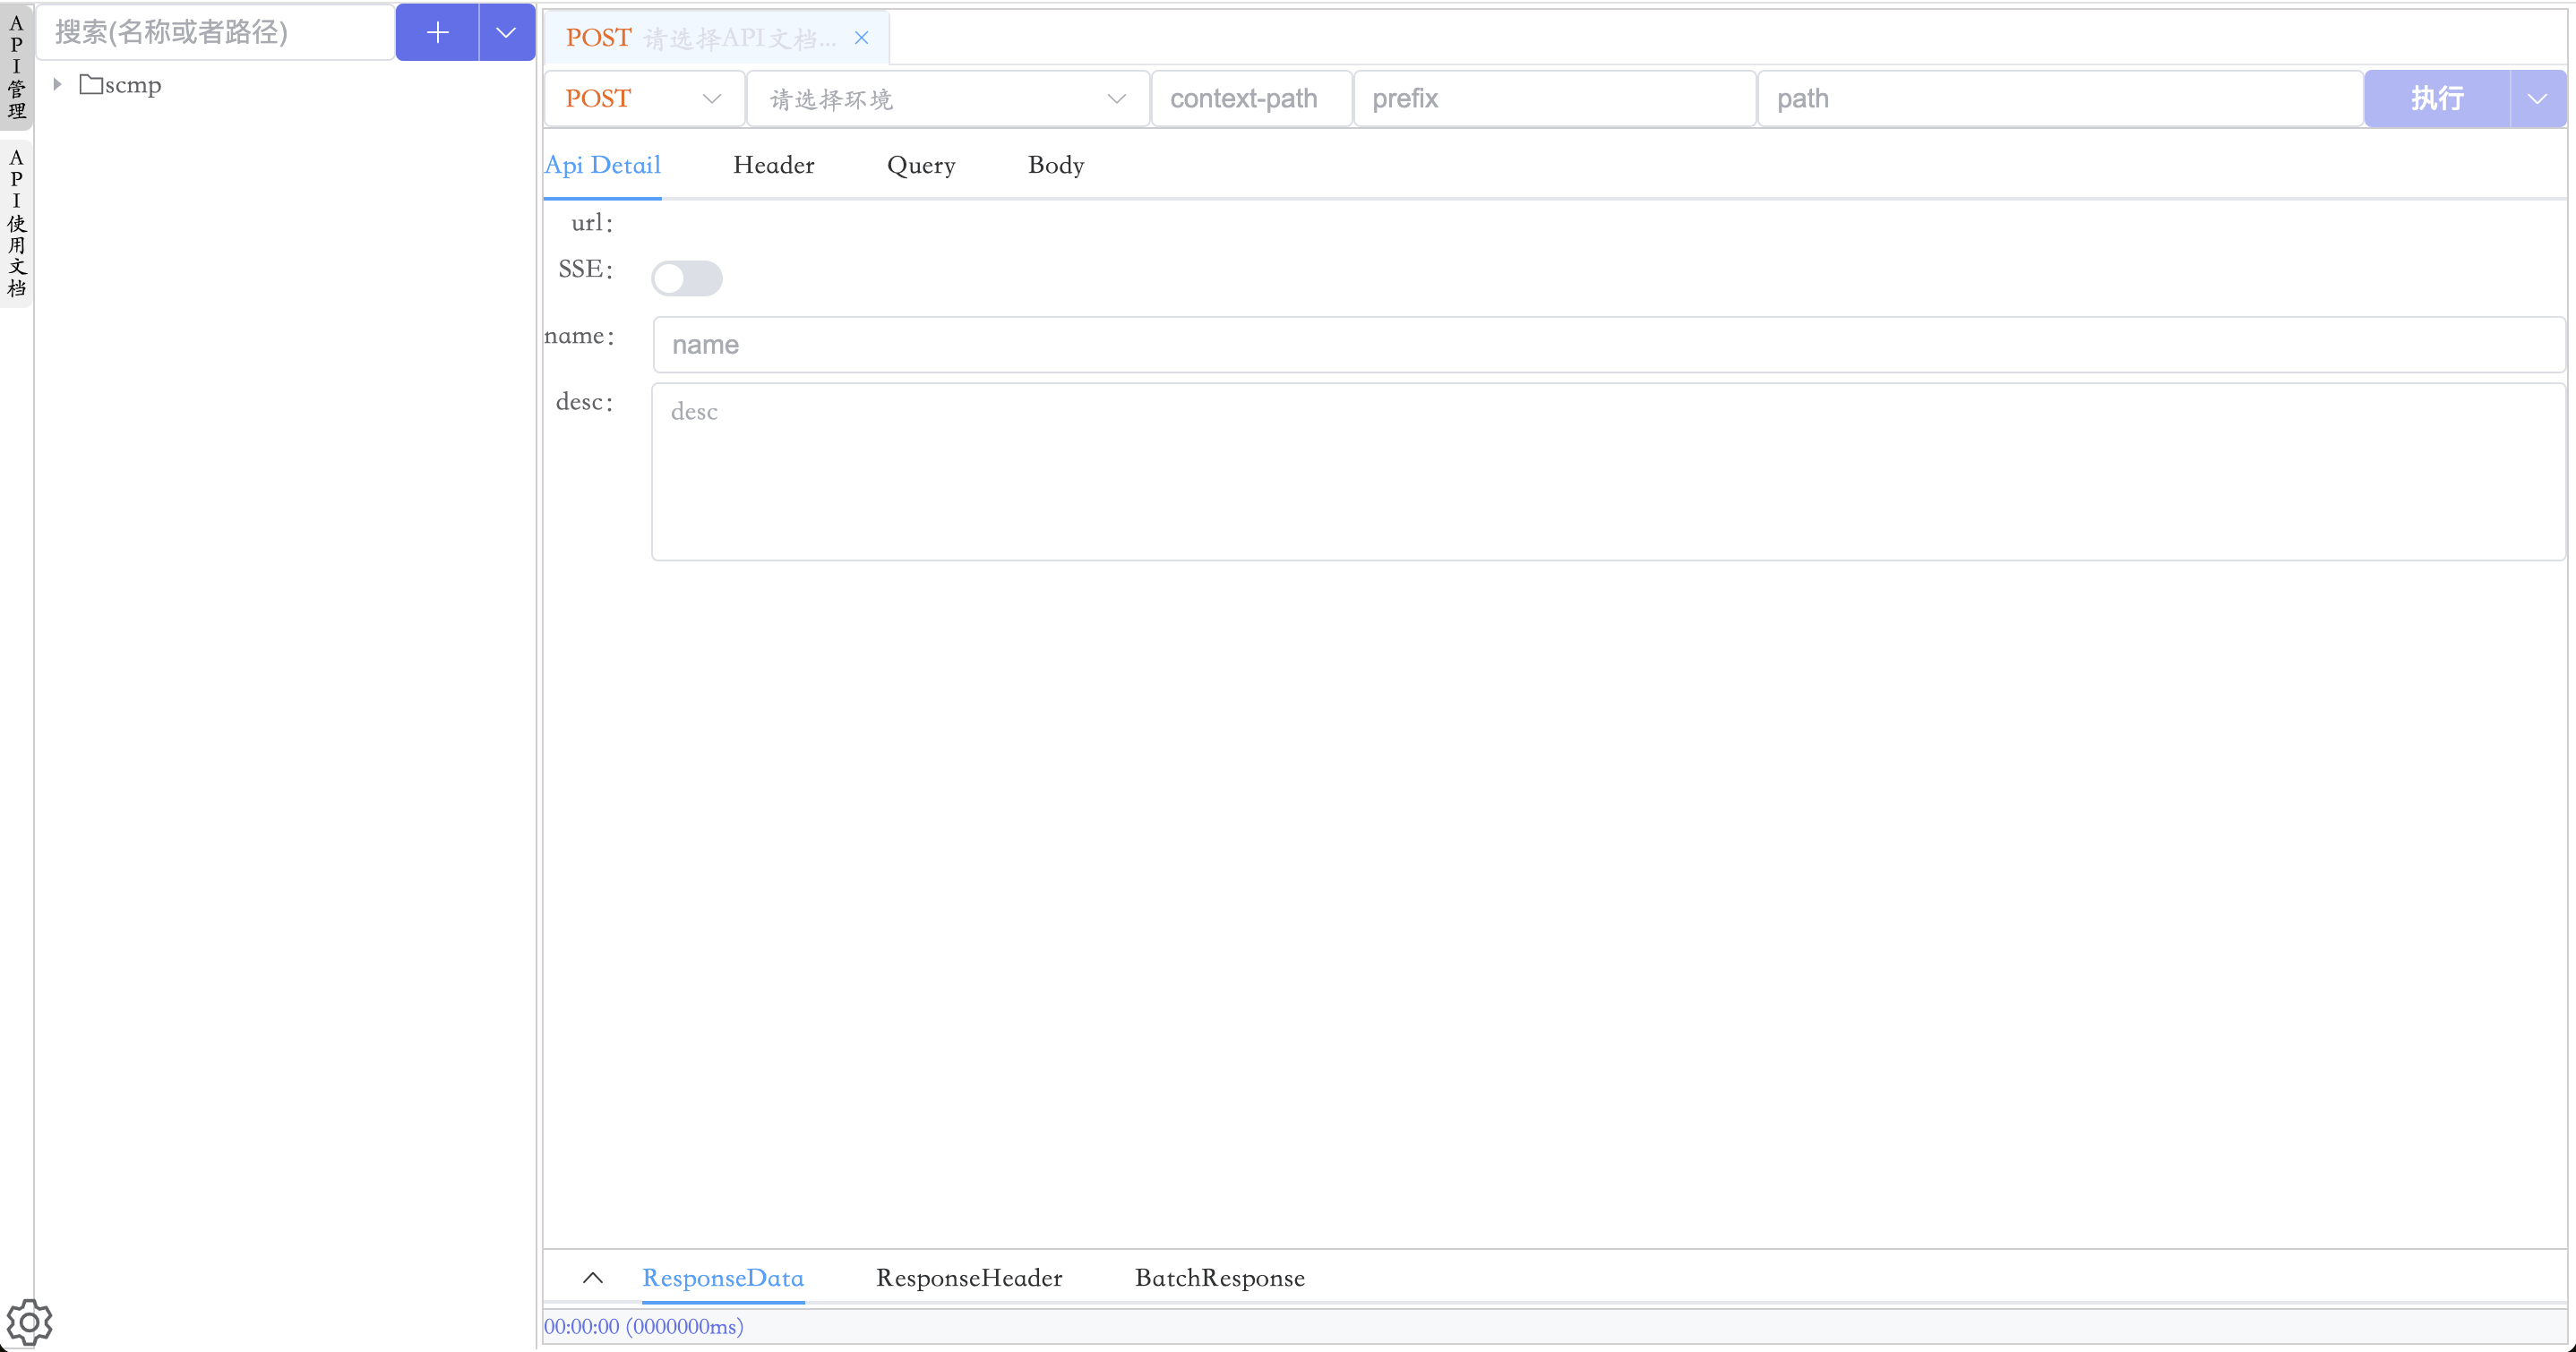 API管理
API使用文档
搜索(名称或者路径)
scmp
POST 请选择API文档...
POST 请选择环境 context-path prefix path 执行
Api Detail Header Query Body
url:
SSE:
name: name
desc: desc
ResponseData ResponseHeader BatchResponse
00:00:00 (0000000ms)